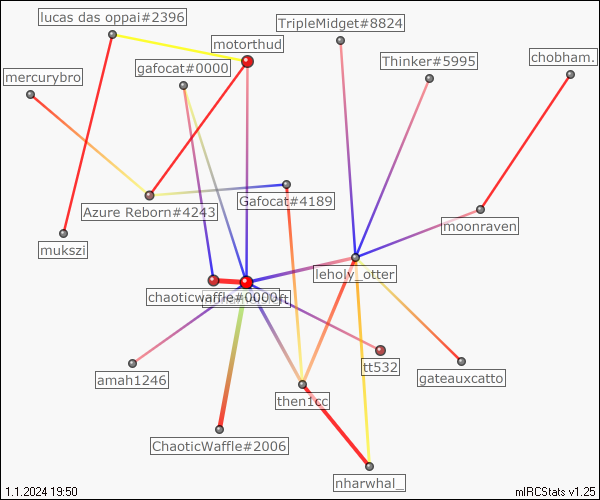 lucas das oppai#2396
TripleMidget#8824
motorthud
chobham.
Thinker#5995
gafocat#0000
mercurybro
Gafocat#4189
Azure Reborn#4243
moonraven
mukszi
leholy_otter
chaoticwaffle#0000
tt532
amah1246
gateauxcatto
then1cc
ChaoticWaffle#2006
nharwhal_
1.1.2024 19:50
mIRCStats v1.25